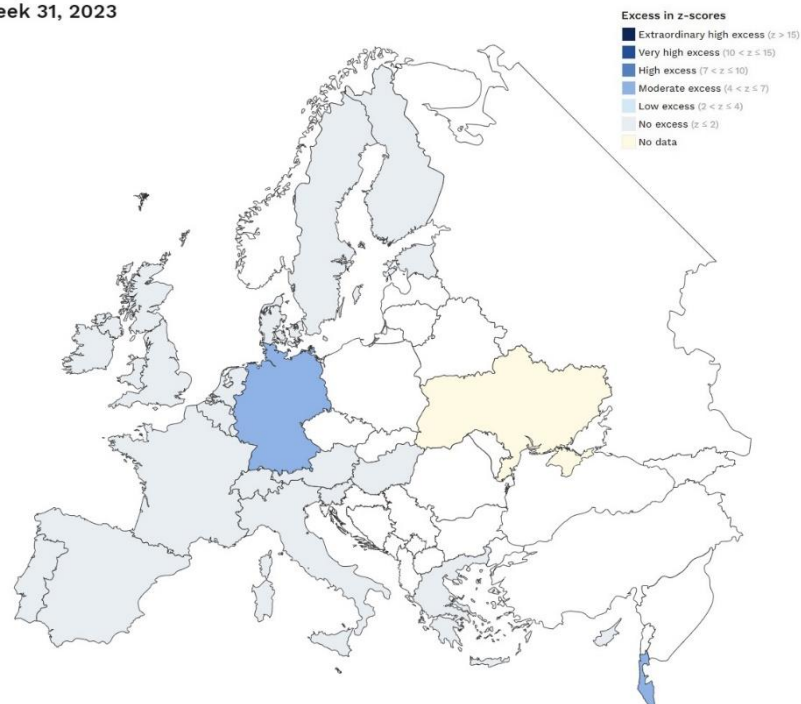 eek 31, 2023
Excess in z-scores
Extraordinary high excess (z > 15)
Very high excess (10 < z ≤ 15)
High excess (7 < z ≤ 10)
Moderate excess (4 < z ≤ 7)
Low excess (2 < z ≤ 4)
No excess (z ≤ 2)
No data